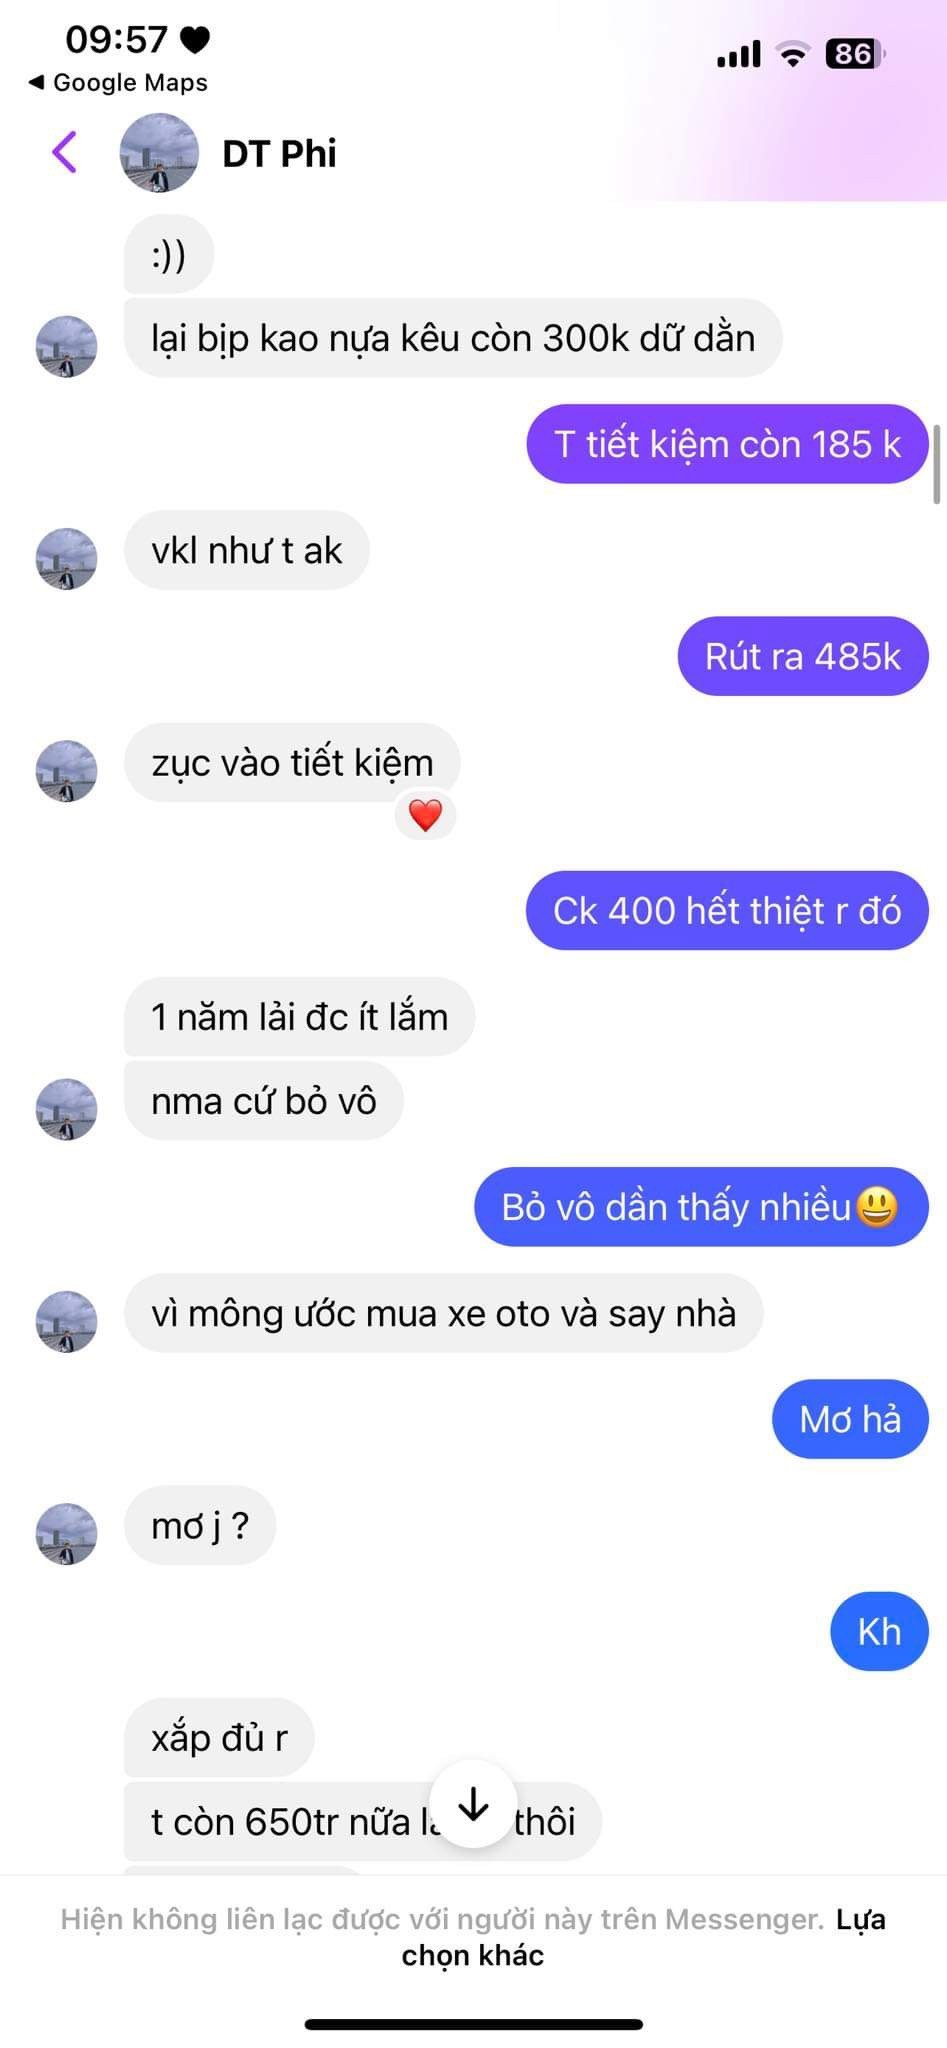 09:57
86
Google Maps
DT Phi
:))
lại bịp kao nựa kêu còn 300k dữ dằn
T tiết kiệm còn 185 k
vkl như t ak
Rút ra 485k
zục vào tiết kiệm
Ck 400 hết thiệt r đó
1 năm lải đc ít lắm
nma cứ bỏ vô
Bỏ vô dần thấy nhiều😃
vì mông ước mua xe oto và say nhà
Mơ hả
mơ j ?
Kh
xắp đủ r
t còn 650tr nữa thôi
Hiện không liên lạc được với người này trên Messenger. Lựa
chọn khác